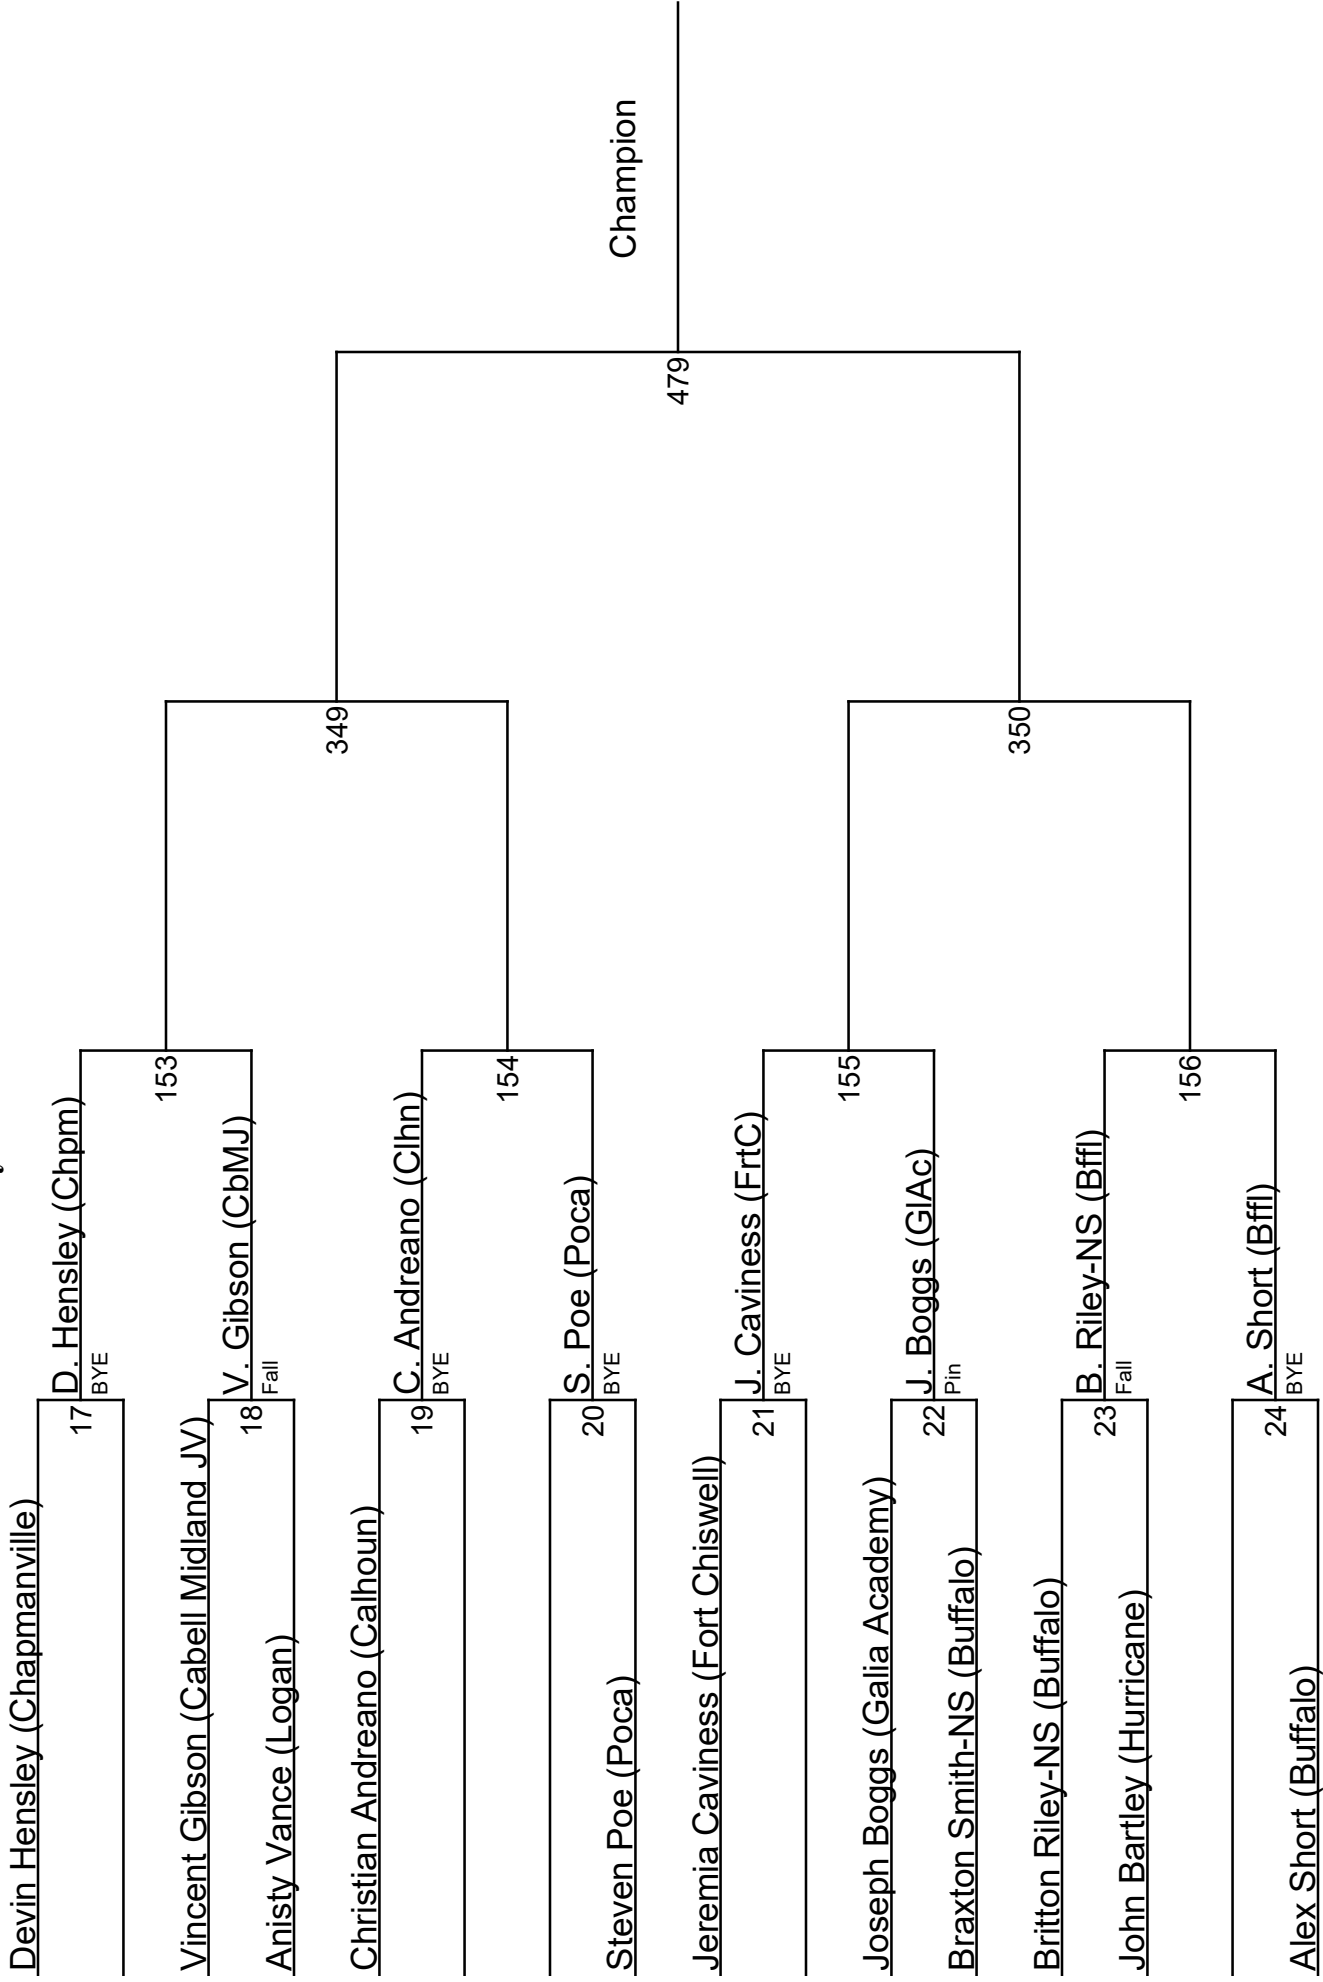 Devin Hensley (Chapmanville)
17
D. Hensley (Chpm)
BYE
153
Vincent Gibson (Cabell Midland JV)
18
V. Gibson (CbMJ)
Fall
Anisty Vance (Logan)
349
Christian Andreano (Calhoun)
19
C. Andreano (Clhn)
BYE
154
20
S. Poe (Poca)
BYE
Steven Poe (Poca)
479
Champion
Jeremia Caviness (Fort Chiswell)
21
J. Caviness (FrtC)
BYE
155
Joseph Boggs (Galia Academy)
22
J. Boggs (GlAc)
Pin
Braxton Smith-NS (Buffalo)
350
Britton Riley-NS (Buffalo)
23
B. Riley-NS (Bffl)
Fall
John Bartley (Hurricane)
156
24
A. Short (Bffl)
BYE
Alex Short (Buffalo)